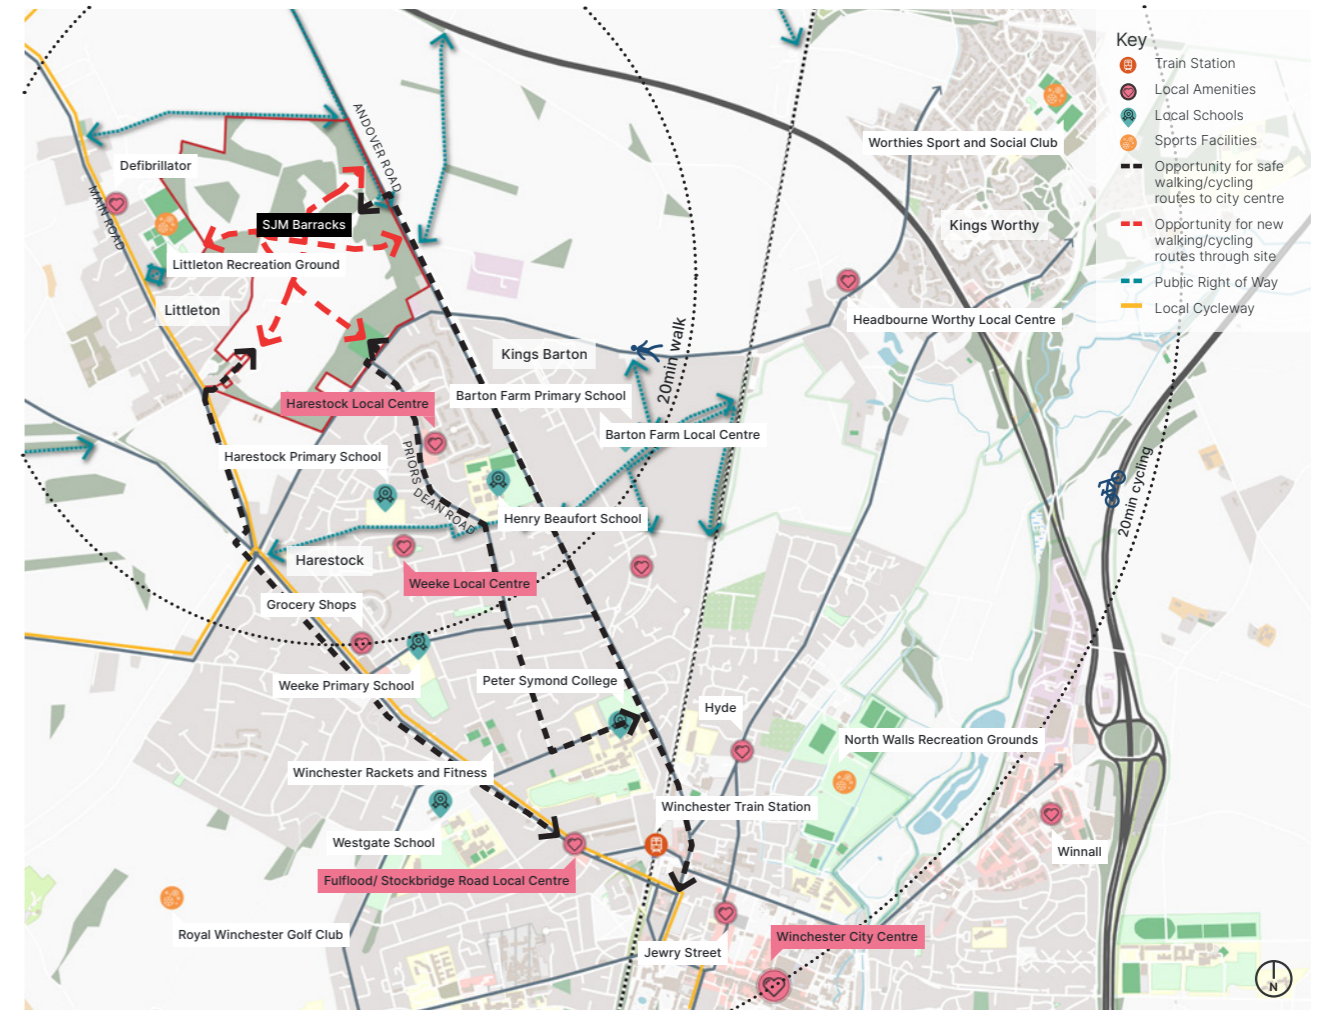 Key
Train Station
Local Amenities
Local Schools
Sports Facilities
Opportunity for safe
walking/cycling
routes to city centre
Opportunity for new
walking/cycling
routes through site
Public Right of Way
Local Cycleway
ANDOVER ROAD
Worthies Sport and Social Club
Defibrillator
MAIN ROAD
SJM Barracks
Kings Worthy
Littleton Recreation Ground
Littleton
Headbourne Worthy Local Centre
Kings Barton
20min walk
Barton Farm Primary School
Harestock Local Centre
Barton Farm Local Centre
Harestock Primary School
PRIORS DEAN ROAD
20min cycling
Henry Beaufort School
Harestock
Weeke Local Centre
Grocery Shops
Peter Symond College
Weeke Primary School
Hyde
North Walls Recreation Grounds
Winchester Rackets and Fitness
Winchester Train Station
Westgate School
Winnall
Fulflood/ Stockbridge Road Local Centre
Royal Winchester Golf Club
Winchester City Centre
Jewry Street
N